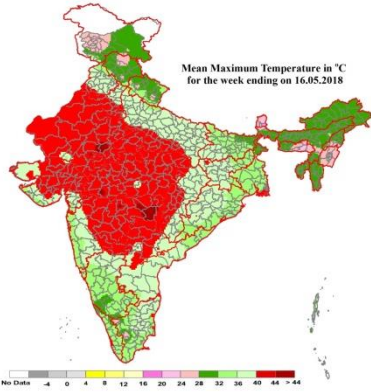 Mean Maximum Temperature in °C
for the week ending on 16.05.2018
No Data -4 0 4 8 12 16 20 24 28 32 36 40 44 > 44